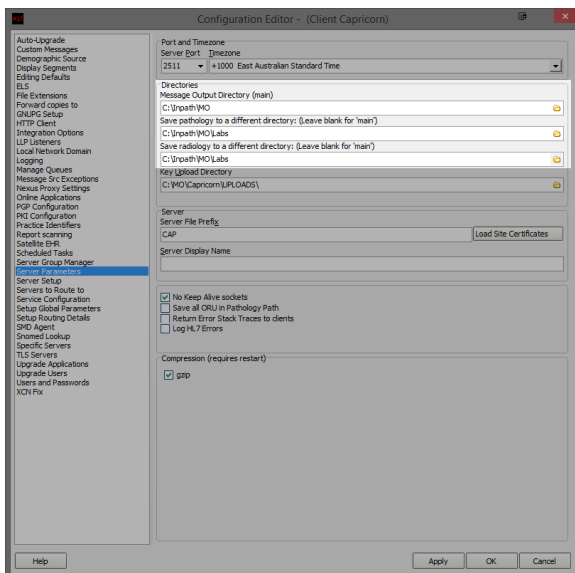 Configuration Editor - (Client Capricorn)
Auto-Upgrade
Custom Messages
Demographic Source
Display Segments
Editing Defaults
ELS
File Extensions
Forward copies to
GNUPG Setup
HTTP Client
Integration Options
LLP Listeners
Local Network Domain
Logging
Manage Queues
Message Src Exceptions
Nexus Proxy Settings
Online Applications
PGP Configuration
PKI Configuration
Practice Identifiers
Report scanning
Satellite EHR
Scheduled Tasks
Server Group Manager
Server Parameters
Server Setup
Servers to Route to
Service Configuration
Setup Global Parameters
Setup Routing Details
SMD Agent
Snomed Lookup
Specific Servers
TLS Servers
Upgrade Applications
Upgrade Users
Users and Passwords
XCN Fix
Port and Timezone
Server Port Timezone
2511 +1000 East Australian Standard Time
Directories
Message Output Directory (main)
C:\Inpath\MO
Save pathology to a different directory: (Leave blank for 'main')
C:\Inpath\MO\Labs
Save radiology to a different directory: (Leave blank for 'main')
C:\Inpath\MO\Labs
Key Upload Directory
C:\MO\Capricorn\UPLOADS\
Server
Server File Prefix
CAP Load Site Certificates
Server Display Name
No Keep Alive sockets
Save all ORU in Pathology Path
Return Error Stack Traces to clients
Log HL7 Errors
Compression (requires restart)
gzip
Help Apply OK Cancel